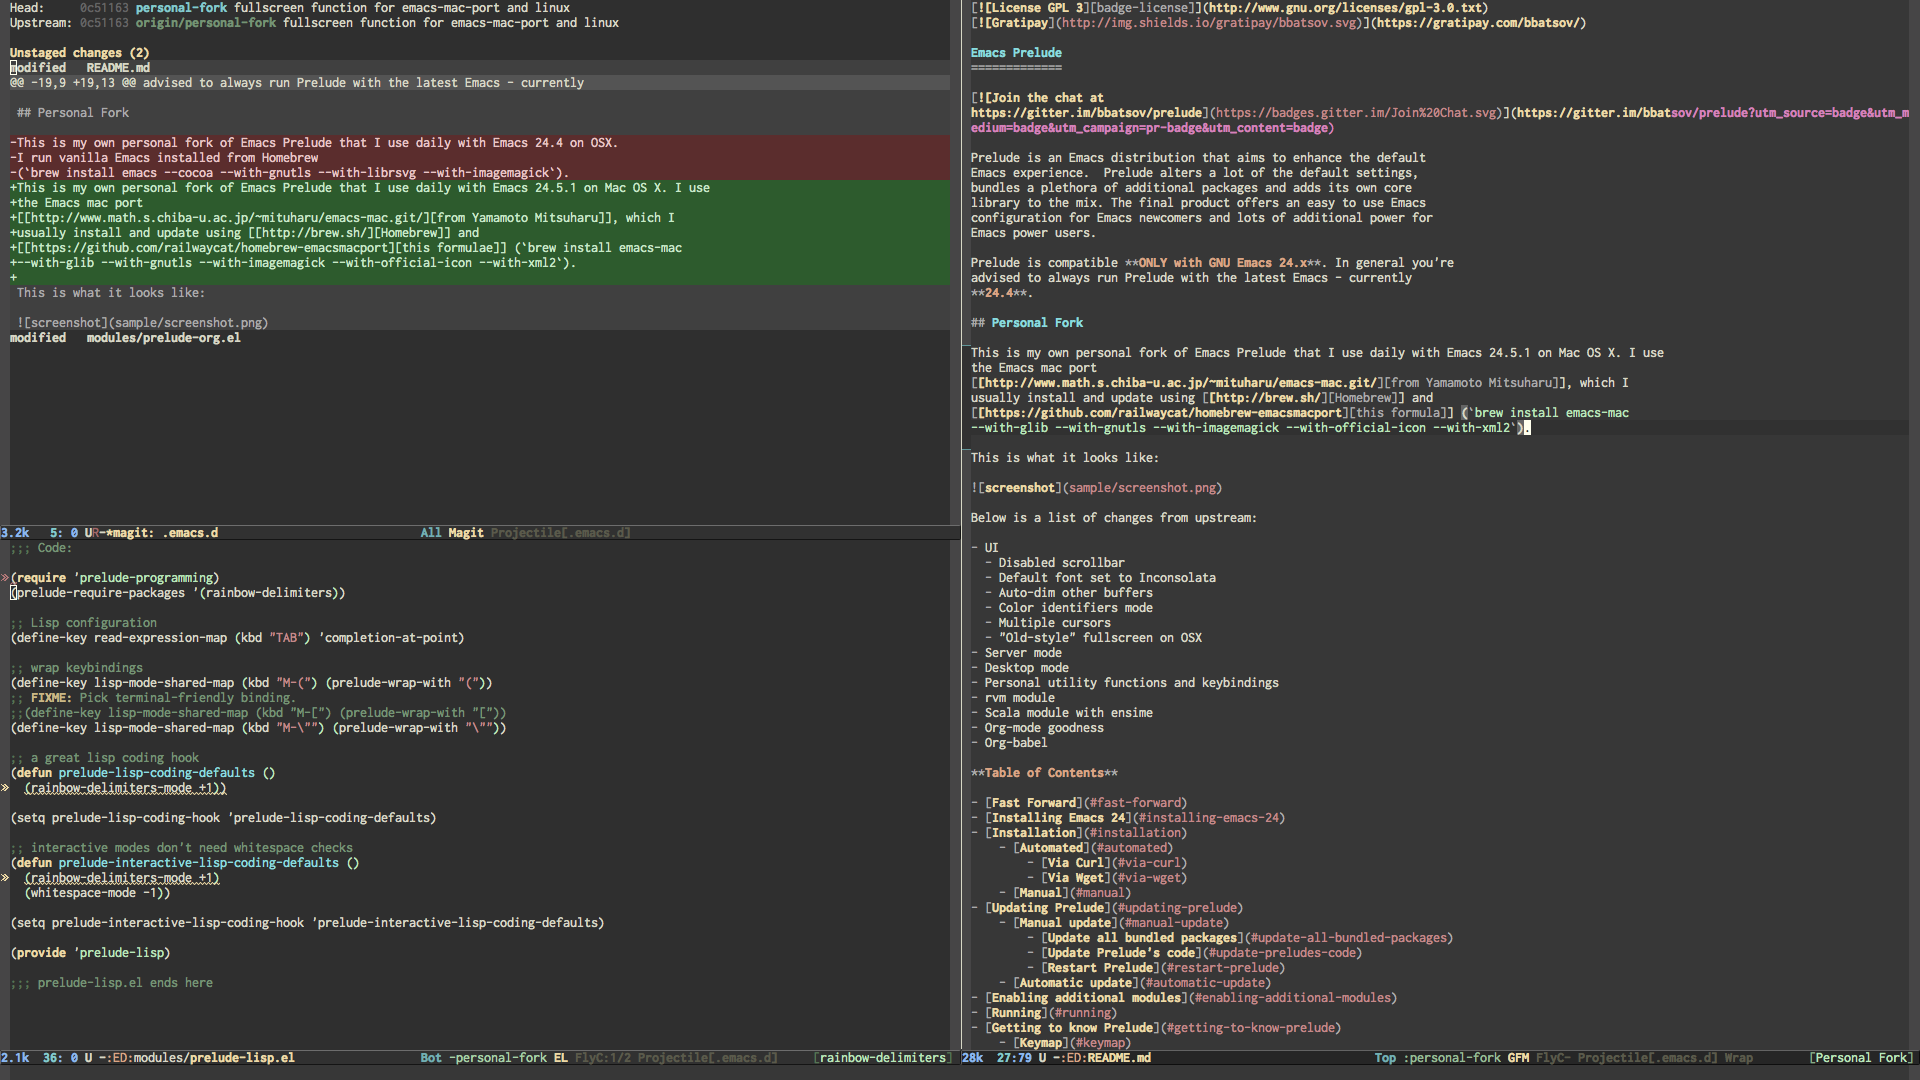 Head:     0c51163 personal-fork fullscreen function for emacs-mac-port and linux
Upstream: 0c51163 origin/personal-fork fullscreen function for emacs-mac-port and linux
Unstaged changes (2)
modified   README.md
@@ -19,9 +19,13 @@ advised to always run Prelude with the latest Emacs - currently
 ## Personal Fork
-This is my own personal fork of Emacs Prelude that I use daily with Emacs 24.4 on OSX.
-I run vanilla Emacs installed from Homebrew
-(`brew install emacs --cocoa --with-gnutls --with-librsvg --with-imagemagick`).
+This is my own personal fork of Emacs Prelude that I use daily with Emacs 24.5.1 on Mac OS X. I use
+the Emacs mac port
+[[http://www.math.s.chiba-u.ac.jp/~mituharu/emacs-mac.git/][from Yamamoto Mitsuharu]], which I
+usually install and update using [[http://brew.sh/][Homebrew]] and
+[[https://github.com/railwaycat/homebrew-emacsmacport][this formulae]] (`brew install emacs-mac
+--with-glib --with-gnutls --with-imagemagick --with-official-icon --with-xml2`).
+
 This is what it looks like:
 ![screenshot](sample/screenshot.png)
modified   modules/prelude-org.el
3.2k   5: 0 UR-*magit: .emacs.d   All Magit Projectile[.emacs.d]
;;; Code:
(require 'prelude-programming)
(prelude-require-packages '(rainbow-delimiters))
;; Lisp configuration
(define-key read-expression-map (kbd "TAB") 'completion-at-point)
;; wrap keybindings
(define-key lisp-mode-shared-map (kbd "M-(") (prelude-wrap-with "("))
;; FIXME: Pick terminal-friendly binding.
;;(define-key lisp-mode-shared-map (kbd "M-[") (prelude-wrap-with "["))
(define-key lisp-mode-shared-map (kbd "M-\"") (prelude-wrap-with "\""))
;; a great lisp coding hook
(defun prelude-lisp-coding-defaults ()
  (rainbow-delimiters-mode +1))
(setq prelude-lisp-coding-hook 'prelude-lisp-coding-defaults)
;; interactive modes don't need whitespace checks
(defun prelude-interactive-lisp-coding-defaults ()
  (rainbow-delimiters-mode +1)
  (whitespace-mode -1))
(setq prelude-interactive-lisp-coding-hook 'prelude-interactive-lisp-coding-defaults)
(provide 'prelude-lisp)
;;; prelude-lisp.el ends here
2.1k  36: 0 U -:ED:modules/prelude-lisp.el   Bot -personal-fork EL FlyC:1/2 Projectile[.emacs.d]   [rainbow-delimiters]
[![License GPL 3][badge-license]](http://www.gnu.org/licenses/gpl-3.0.txt)
[![Gratipay](http://img.shields.io/gratipay/bbatsov.svg)](https://gratipay.com/bbatsov/)
Emacs Prelude
=============
[![Join the chat at
https://gitter.im/bbatsov/prelude](https://badges.gitter.im/Join%20Chat.svg)](https://gitter.im/bbatsov/prelude?utm_source=badge&utm_m
edium=badge&utm_campaign=pr-badge&utm_content=badge)
Prelude is an Emacs distribution that aims to enhance the default
Emacs experience.  Prelude alters a lot of the default settings,
bundles a plethora of additional packages and adds its own core
library to the mix. The final product offers an easy to use Emacs
configuration for Emacs newcomers and lots of additional power for
Emacs power users.
Prelude is compatible **ONLY with GNU Emacs 24.x**. In general you're
advised to always run Prelude with the latest Emacs - currently
**24.4**.
## Personal Fork
This is my own personal fork of Emacs Prelude that I use daily with Emacs 24.5.1 on Mac OS X. I use
the Emacs mac port
[[http://www.math.s.chiba-u.ac.jp/~mituharu/emacs-mac.git/][from Yamamoto Mitsuharu]], which I
usually install and update using [[http://brew.sh/][Homebrew]] and
[[https://github.com/railwaycat/homebrew-emacsmacport][this formula]] (`brew install emacs-mac
--with-glib --with-gnutls --with-imagemagick --with-official-icon --with-xml2`).
This is what it looks like:
![screenshot](sample/screenshot.png)
Below is a list of changes from upstream:
- UI
  - Disabled scrollbar
  - Default font set to Inconsolata
  - Auto-dim other buffers
  - Color identifiers mode
  - Multiple cursors
  - "Old-style" fullscreen on OSX
- Server mode
- Desktop mode
- Personal utility functions and keybindings
- rvm module
- Scala module with ensime
- Org-mode goodness
- Org-babel
**Table of Contents**
- [Fast Forward](#fast-forward)
- [Installing Emacs 24](#installing-emacs-24)
- [Installation](#installation)
    - [Automated](#automated)
        - [Via Curl](#via-curl)
        - [Via Wget](#via-wget)
    - [Manual](#manual)
- [Updating Prelude](#updating-prelude)
    - [Manual update](#manual-update)
        - [Update all bundled packages](#update-all-bundled-packages)
        - [Update Prelude's code](#update-preludes-code)
        - [Restart Prelude](#restart-prelude)
    - [Automatic update](#automatic-update)
- [Enabling additional modules](#enabling-additional-modules)
- [Running](#running)
- [Getting to know Prelude](#getting-to-know-prelude)
    - [Keymap](#keymap)
28k  27:79 U -:ED:README.md   Top :personal-fork GFM FlyC- Projectile[.emacs.d] Wrap   [Personal Fork]